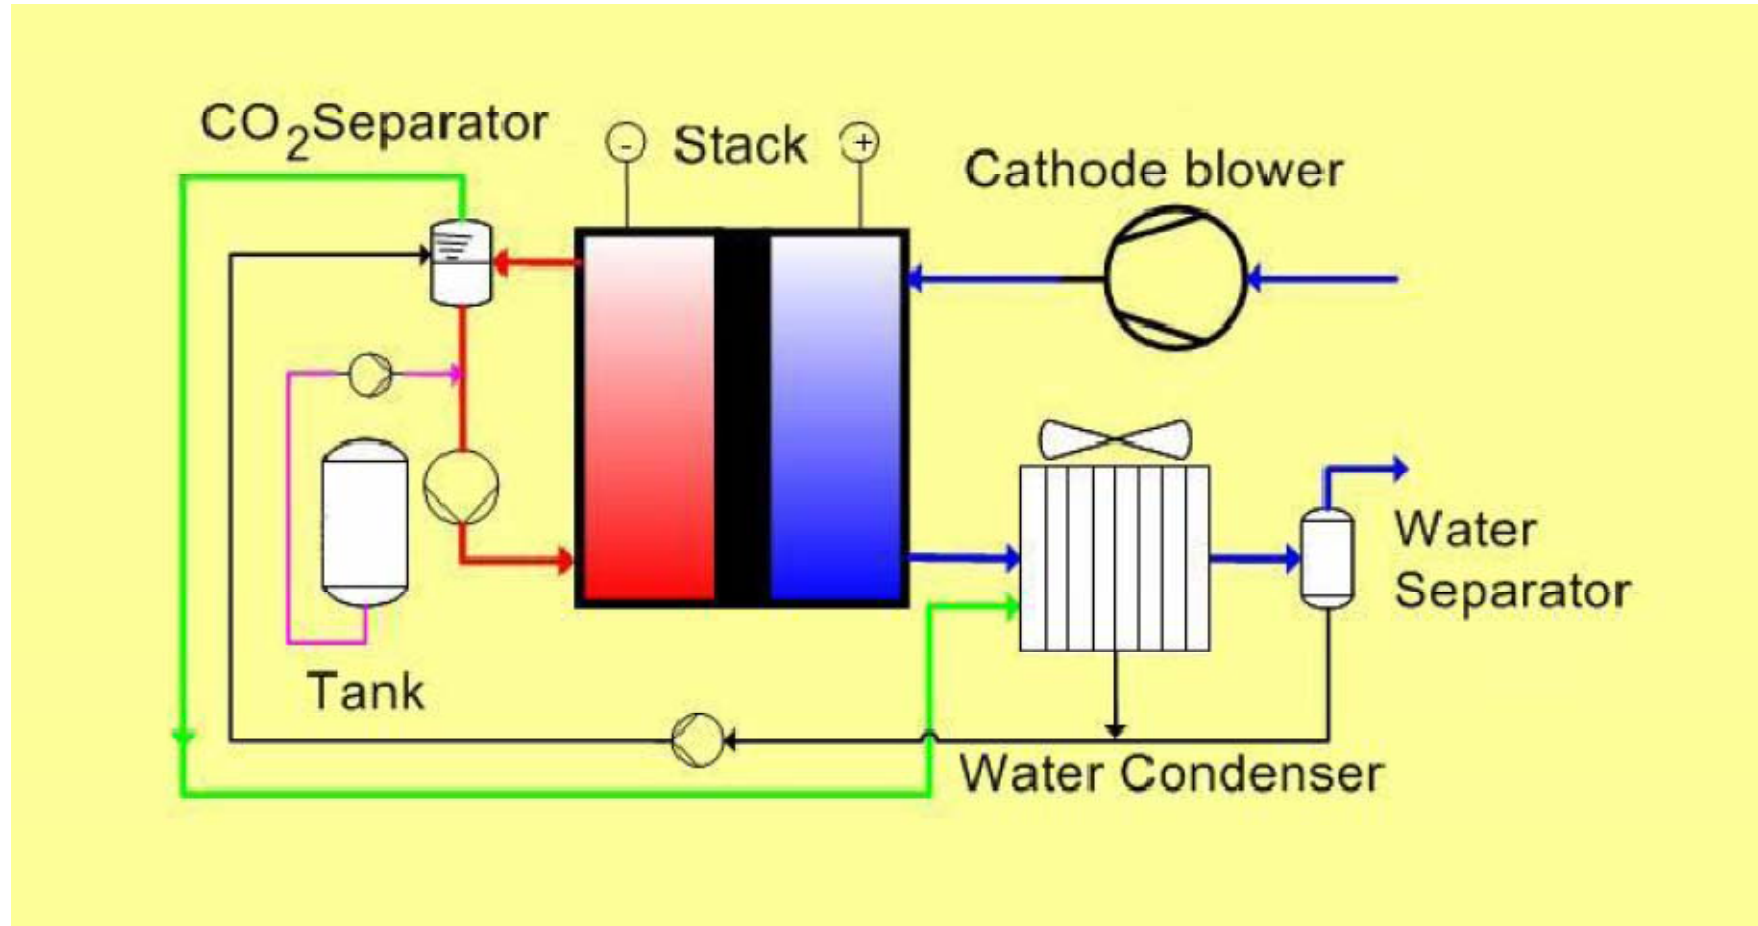 CO₂Separator
- Stack +
Cathode blower
Water
Separator
Tank
Water Condenser